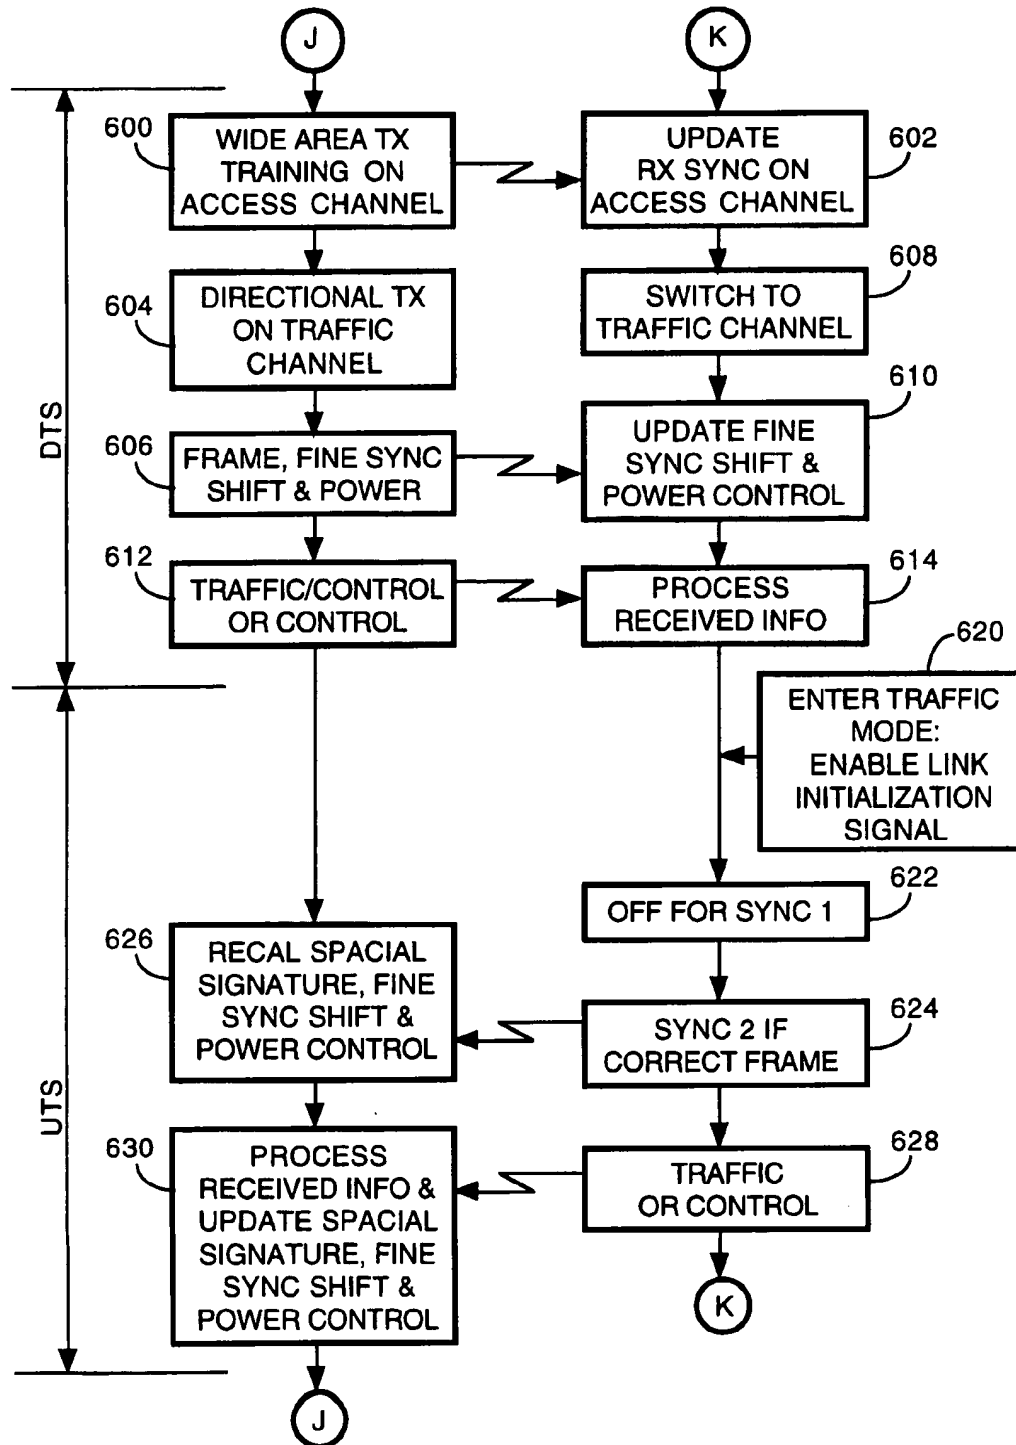 J
K
600
WIDE AREA TX
TRAINING ON
ACCESS CHANNEL
UPDATE
RX SYNC ON
ACCESS CHANNEL
602
604
DIRECTIONAL TX
ON TRAFFIC
CHANNEL
SWITCH TO
TRAFFIC CHANNEL
608
DTS
606
FRAME, FINE SYNC
SHIFT & POWER
UPDATE FINE
SYNC SHIFT &
POWER CONTROL
610
612
TRAFFIC/CONTROL
OR CONTROL
PROCESS
RECEIVED INFO
614
620
ENTER TRAFFIC
MODE:
ENABLE LINK
INITIALIZATION
SIGNAL
OFF FOR SYNC 1
622
UTS
626
RECAL SPACIAL
SIGNATURE, FINE
SYNC SHIFT &
POWER CONTROL
SYNC 2 IF
CORRECT FRAME
624
630
PROCESS
RECEIVED INFO &
UPDATE SPACIAL
SIGNATURE, FINE
SYNC SHIFT &
POWER CONTROL
TRAFFIC
OR CONTROL
628
K
J